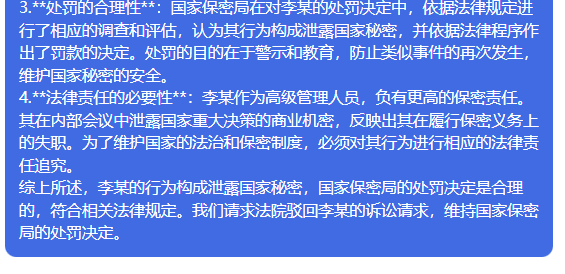 3.**处罚的合理性**：国家保密局在对李某的处罚决定中，依据法律规定进
行了相应的调查和评估，认为其行为构成泄露国家秘密，并依据法律程序作
出了罚款的决定。处罚的目的在于警示和教育，防止类似事件的再次发生，
维护国家秘密的安全。
4.**法律责任的必要性**：李某作为高级管理人员，负有更高的保密责任。
其在内部会议中泄露国家重大决策的商业机密，反映出其在履行保密义务上
的失职。为了维护国家的法治和保密制度，必须对其行为进行相应的法律责
任追究。
综上所述，李某的行为构成泄露国家秘密，国家保密局的处罚决定是合理
的，符合相关法律规定。我们请求法院驳回李某的诉讼请求，维持国家保密
局的处罚决定。